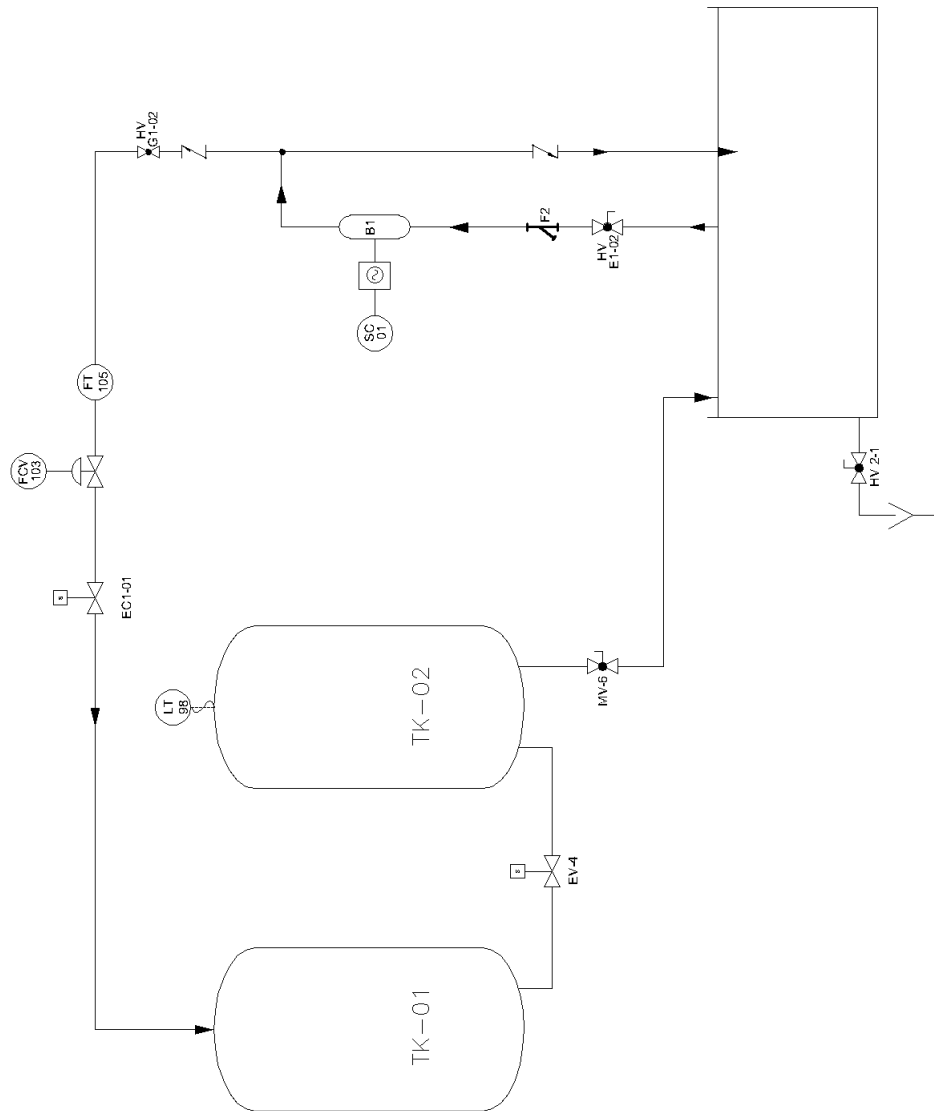 HV
G1-02
B1
F2
HV
E1-02
SC
01
FT
105
FCV
103
EC1-01
HV 2-1
LT
98
TK-02
MV-6
s
s
EV-4
TK-01